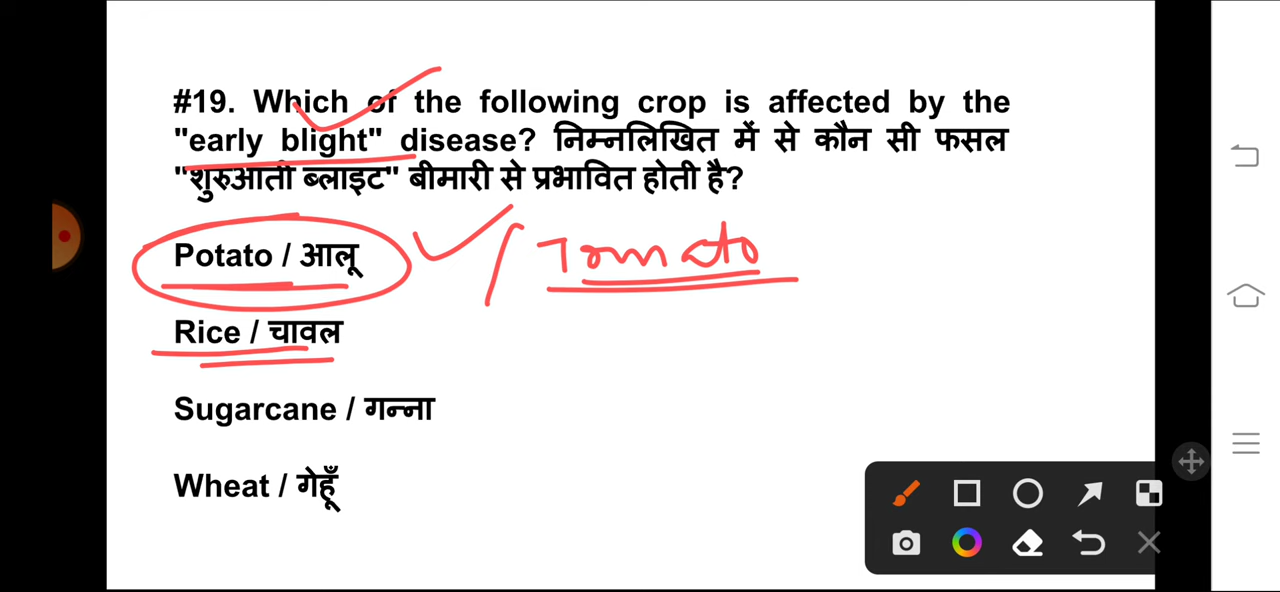 #19. Which of the following crop is affected by the
"early blight" disease? निम्नलिखित में से कौन सी फसल
"शुरुआती ब्लाइट" बीमारी से प्रभावित होती है?
Potato / आलू / Tomato
Rice / चावल
Sugarcane / गन्ना
Wheat / गेहूँ